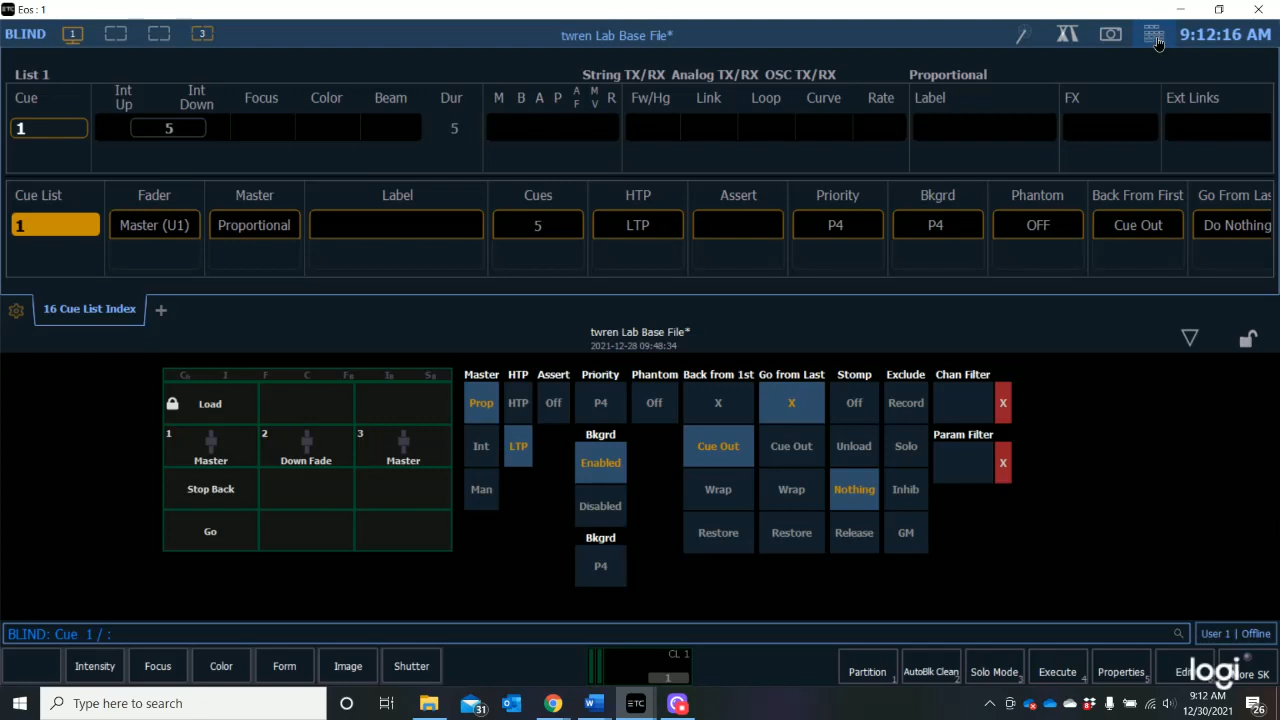 Eos : 1
BLIND 1 3 twren Lab Base File* 9:12:16 AM
List 1 String TX/RX Analog TX/RX OSC TX/RX Proportional
Cue Int Up Int Down Focus Color Beam Dur M B A P A F M V R Fw/Hg Link Loop Curve Rate Label FX Ext Links
1 5 5
Cue List Fader Master Label Cues HTP Assert Priority Bkgrd Phantom Back From First Go From Las
1 Master (U1) Proportional 5 LTP P4 P4 OFF Cue Out Do Nothing
16 Cue List Index +
twren Lab Base File*
2021-12-28 09:48:34
Master HTP Assert Priority Phantom Back from 1st Go from Last Stomp Exclude Chan Filter
Load Prop HTP Off P4 Off X X Off Record X
1 Master 2 Down Fade 3 Master Int LTP Bkgrd Enabled Cue Out Cue Out Unload Solo Param Filter X
Stop Back Man Disabled Wrap Wrap Nothing Inhib
Go Bkgrd Restore Restore Release GM
P4
BLIND: Cue 1 / : User 1 | Offline
CL 1
Intensity Focus Color Form Image Shutter 1 Partition 1 AutoBlk Clean 2 Solo Mode 3 Execute 4 Properties 5 Edi ore SK
logi
Type here to search 31 ETC 9:12 AM
12/30/2021 26